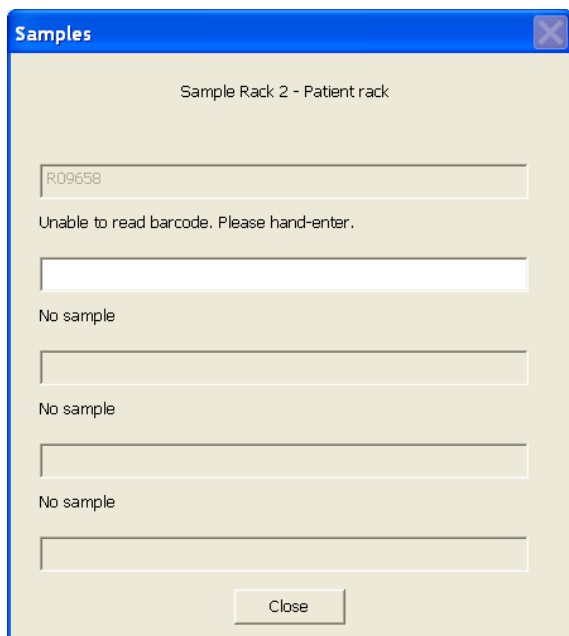 Samples
Sample Rack 2 - Patient rack
R09658
Unable to read barcode. Please hand-enter.
No sample
No sample
No sample
Close